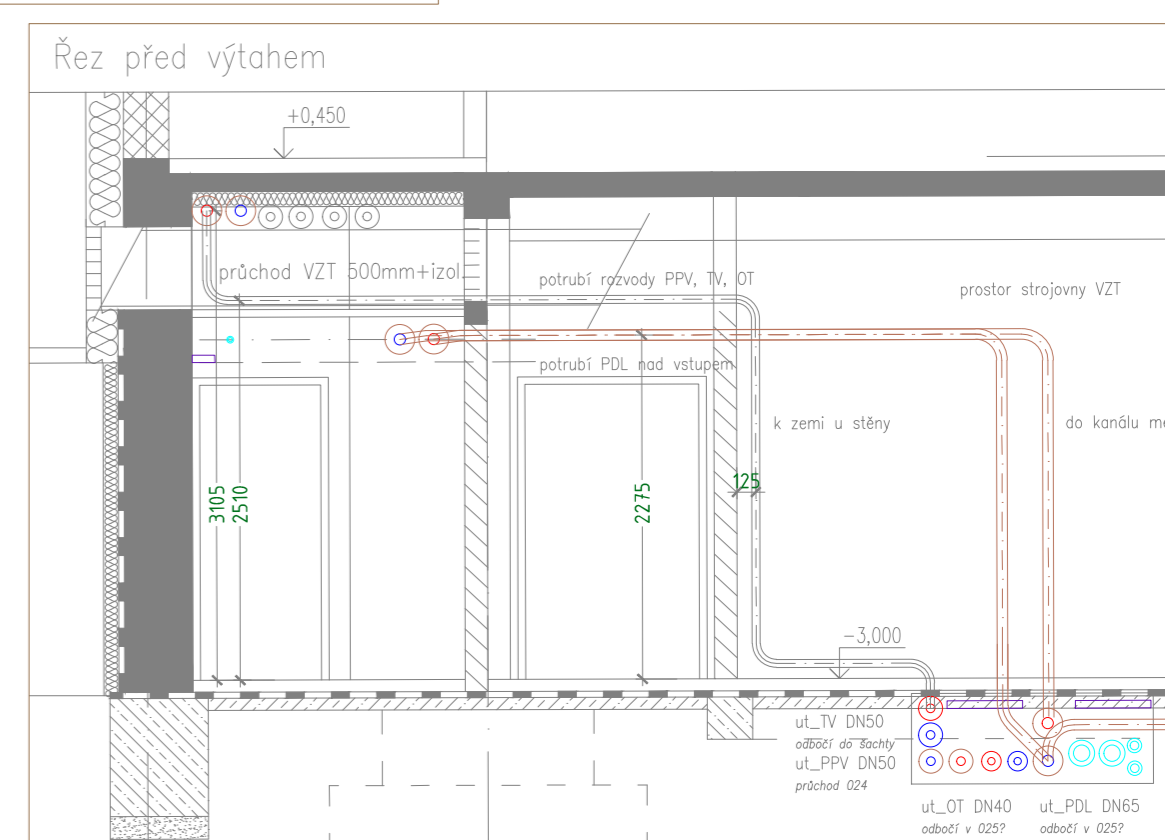 Řez před výtahem
+0,450
průchod VZT 500mm+izol.
potrubí rozvody PPV, TV, OT
prostor strojovny VZT
potrubí PDL nad vstupem
k zemi u stěny
do kanálu
3105
2510
2275
125
-3,000
ut_TV DN50
odbočí do šachty
ut_PPV DN50
průchod 024
ut_OT DN40
odbočí v 025?
ut_PDL DN65
odbočí v 025?